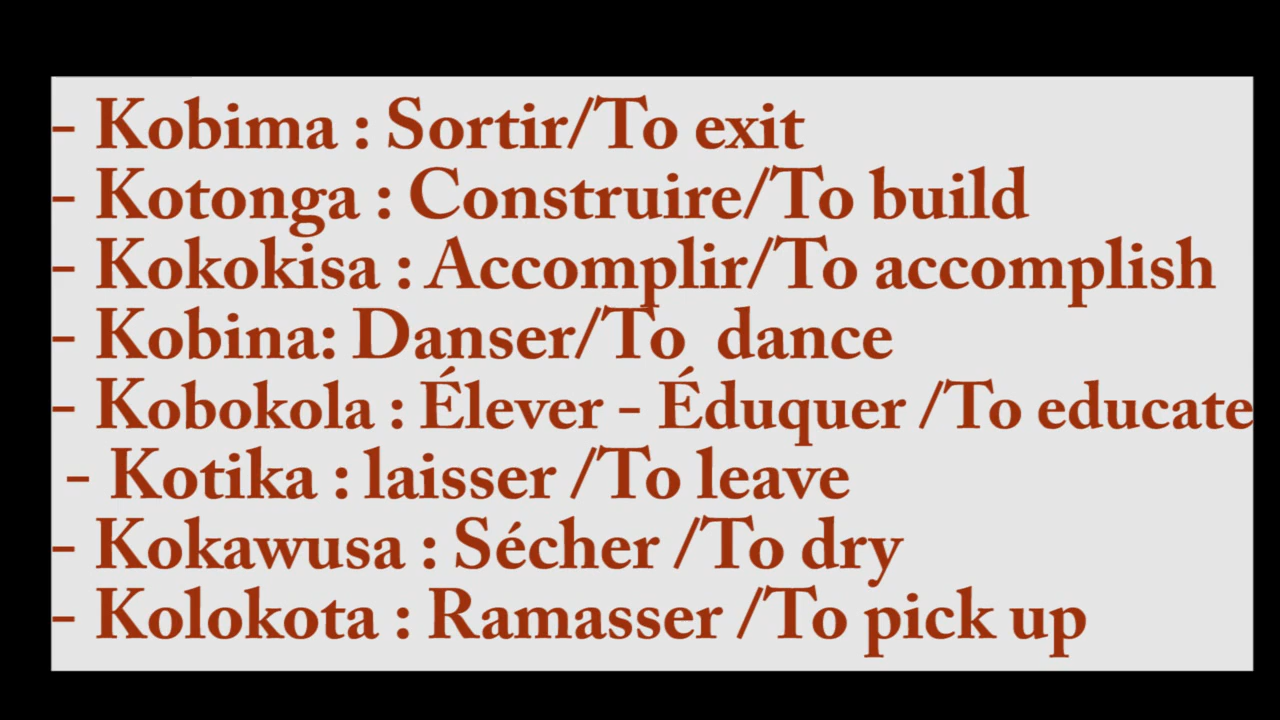 - Kobima : Sortir/To exit
- Kotonga : Construire/To build
- Kokokisa : Accomplir/To accomplish
- Kobina: Danser/To  dance
- Kobokola : Élever - Éduquer /To educate
- Kotika : laisser /To leave
- Kokawusa : Sécher /To dry
- Kolokota : Ramasser /To pick up